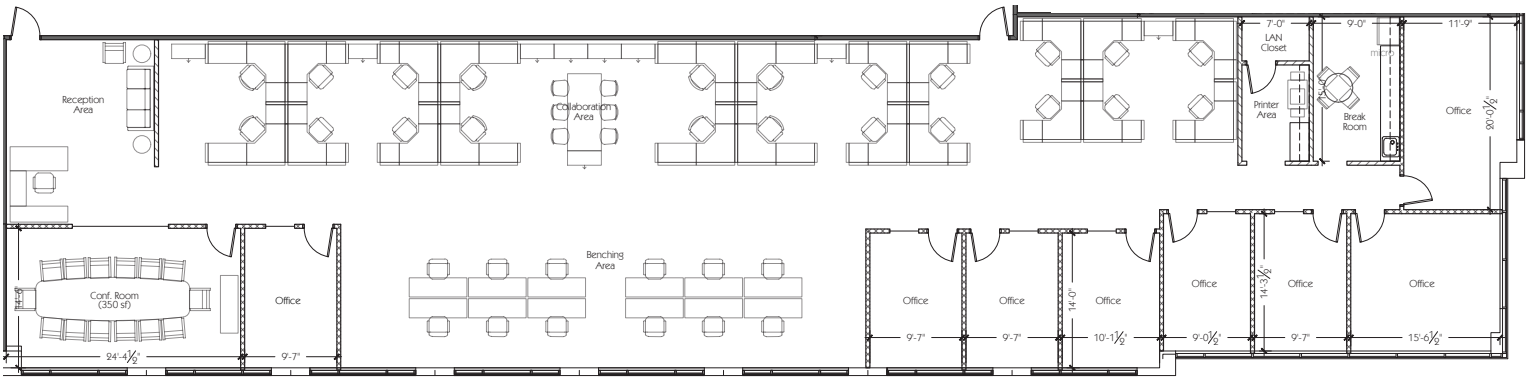 7'-0"
9'-0"
11'-9"
LAN
Closet
micro
Reception
Area
Collaboration
Area
Printer
Area
Break
Room
Office
20'-0½"
Benching
Area
Conf. Room
(350 sf)
Office
Office
Office
Office
Office
Office
Office
14'-0"
14'-3½"
24'-4½"
9'-7"
9'-7"
9'-7"
10'-1½"
9'-0½"
9'-7"
15'-6½"